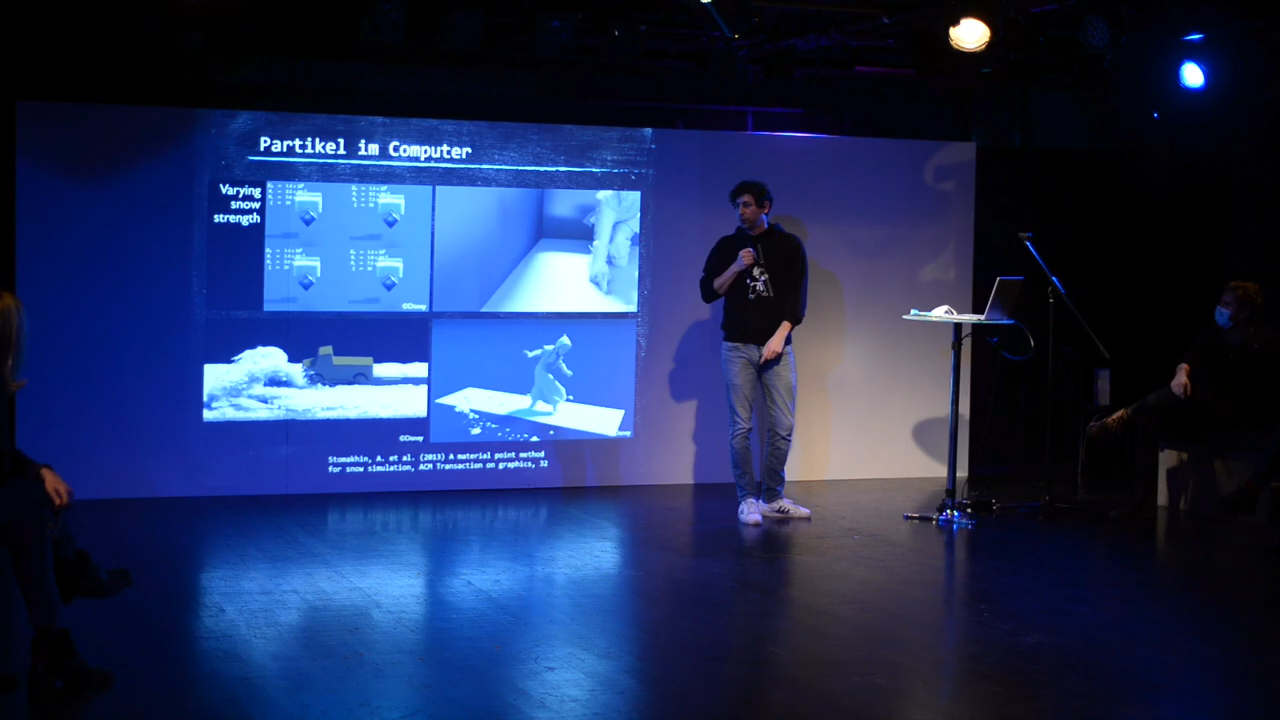 Partikel im Computer
Varying
snow
strength
©Disney
©Disney
Disney
Stomakhin, A. et al. (2013) A material point method
for snow simulation, ACM Transaction on graphics, 32